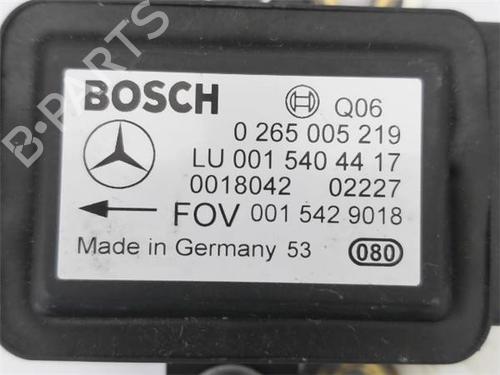 B-PARTS
BOSCH Q06
0 265 005 219
LU 001 540 44 17
0018042 02227
FOV 001 542 9018
Made in Germany 53 080